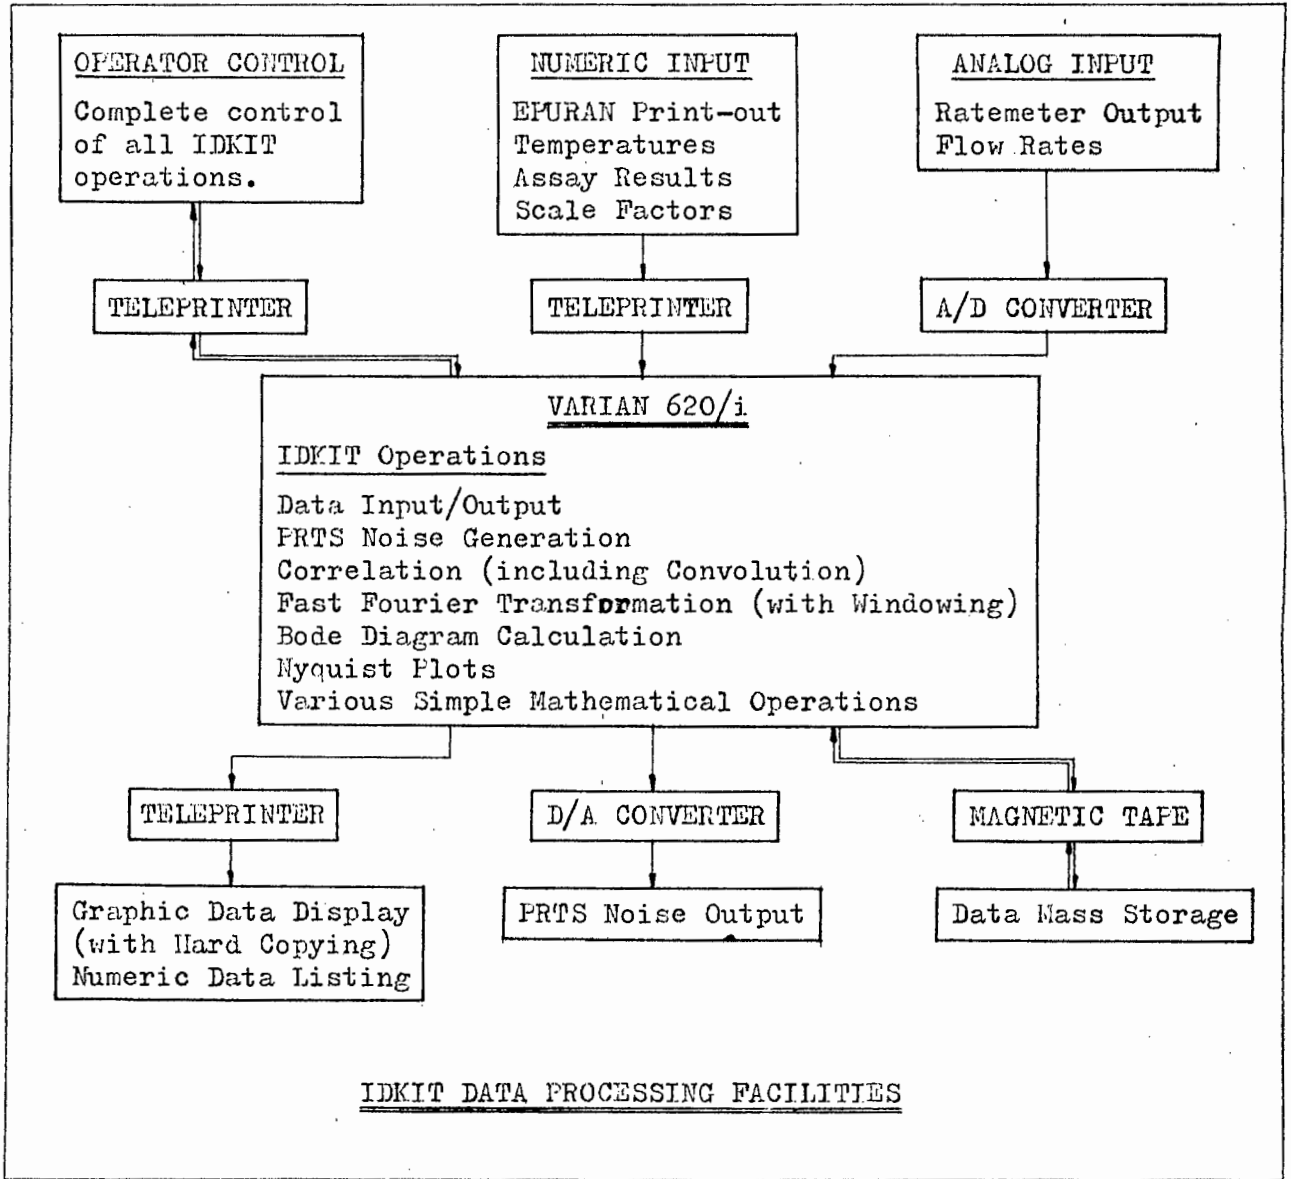 OPERATOR CONTROL
Complete control
of all IDKIT
operations.
NUMERIC INPUT
EPURAN Print-out
Temperatures
Assay Results
Scale Factors
ANALOG INPUT
Ratemeter Output
Flow Rates
TELEPRINTER
TELEPRINTER
A/D CONVERTER
VARIAN 620/i
IDKIT Operations
Data Input/Output
PRTS Noise Generation
Correlation (including Convolution)
Fast Fourier Transformation (with Windowing)
Bode Diagram Calculation
Nyquist Plots
Various Simple Mathematical Operations
TELEPRINTER
D/A CONVERTER
MAGNETIC TAPE
Graphic Data Display
(with Hard Copying)
Numeric Data Listing
PRTS Noise Output
Data Mass Storage
IDKIT DATA PROCESSING FACILITIES